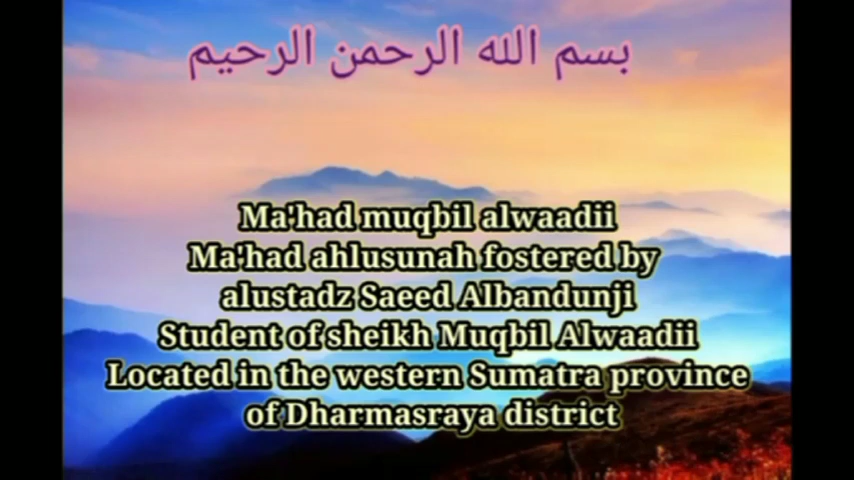 بسم الله الرحمن الرحيم
Ma'had muqbil alwaadii
Ma'had ahlusunah fostered by
alustadz Saeed Albandunji
Student of sheikh Muqbil Alwaadii
Located in the western Sumatra province
of Dharmasraya district